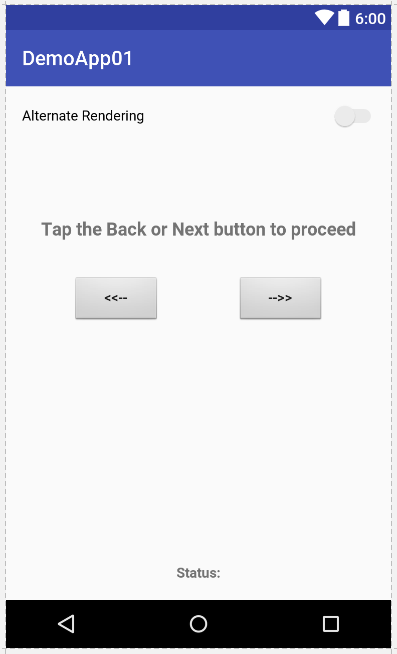 6:00
DemoApp01
Alternate Rendering
Tap the Back or Next button to proceed
<<-- -->>
Status: